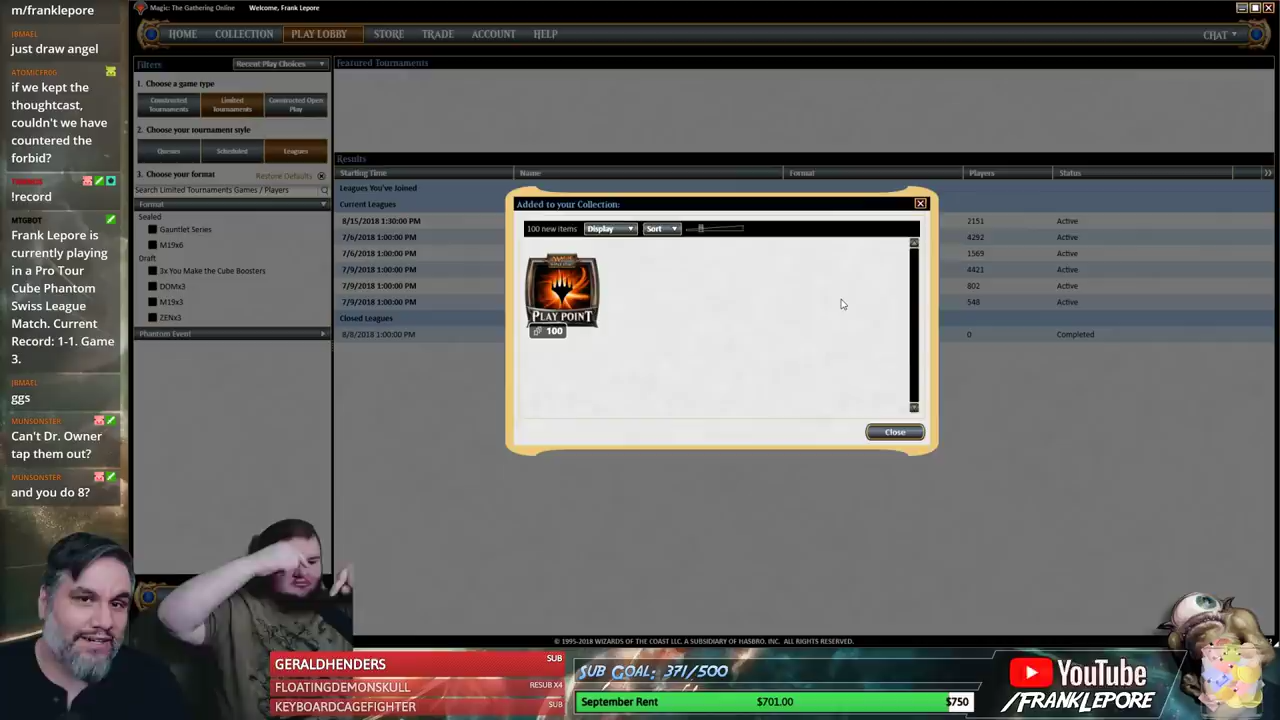 m/franklepore
JBMAEL
just draw angel
ATOMICFR0G
if we kept the
thoughtcast,
couldn't we have
countered the
forbid?
!record
MTGBOT
Frank Lepore is
currently playing
in a Pro Tour
Cube Phantom
Swiss League
Match. Current
Record: 1-1. Game
3.
JBMAEL
ggs
MUNSONSTER
Can't Dr. Owner
tap them out?
MUNSONSTER
and you do 8?
Magic: The Gathering Online
Welcome, Frank Lepore
HOME COLLECTION PLAY LOBBY STORE TRADE ACCOUNT HELP
CHAT
Filters
Recent Play Choices
1. Choose a game type
Constructed Tournaments
Limited Tournaments
Constructed Open Play
2. Choose your tournament style
Queues
Scheduled
Leagues
3. Choose your format
Restore Defaults
Search Limited Tournaments Games / Players
Format
Sealed
Gauntlet Series
M19x6
Draft
3x You Make the Cube Boosters
DOMx3
M19x3
ZENx3
Phantom Event
Featured Tournaments
Results
Starting Time Name Format Players Status
Leagues You've Joined
Current Leagues
8/15/2018 1:30:00 PM 2151 Active
7/6/2018 1:00:00 PM 4292 Active
7/6/2018 1:00:00 PM 1569 Active
7/9/2018 1:00:00 PM 4421 Active
7/9/2018 1:00:00 PM 802 Active
7/9/2018 1:00:00 PM 548 Active
Closed Leagues
8/8/2018 1:00:00 PM 0 Completed
Added to your Collection:
100 new items
Display
Sort
PLAY POINT
100
Close
© 1995-2018 WIZARDS OF THE COAST LLC. A SUBSIDIARY OF HASBRO, INC. ALL RIGHTS RESERVED.
GERALDHENDERS SUB
FLOATINGDEMONSKULL RESUB X4
KEYBOARDCAGEFIGHTER SUB
SUB GOAL: 371/500
September Rent $701.00 $750
YouTube
/FRANKLEPORE